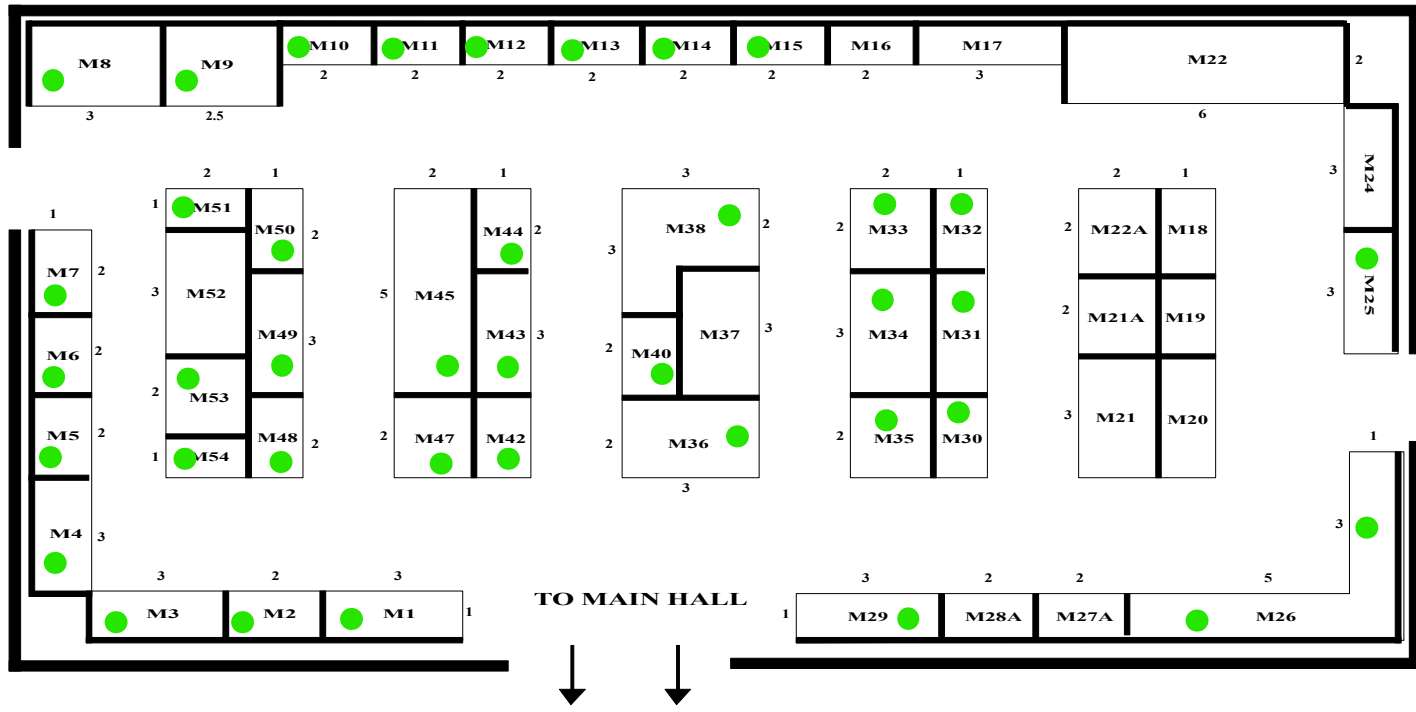 M8 M9 M10 M11 M12 M13 M14 M15 M16 M17 M22
2
2 2 2 2 2 2 2 3
3 2.5 6
2 1 2 1 3 2 1 2 1
3 M24
1 M51 M50 2
M44 2
M38 2 3
2 M33 M32
2 M22A M18
1
M7 2
3 M52
5 M45
3 M25
M6 2
M49 3
M43 3
2 M40 M37 3
3 M34 M31
2 M21A M19
M5 2
2 M53
M48 2
1 M54
2 M47 M42
2 M36
2 M35 M30
3 M21 M20
1
3
3
M4 3
3 2 3
3 2 2 5
M3 M2 M1 1
TO MAIN HALL
1 M29 M28A M27A M26